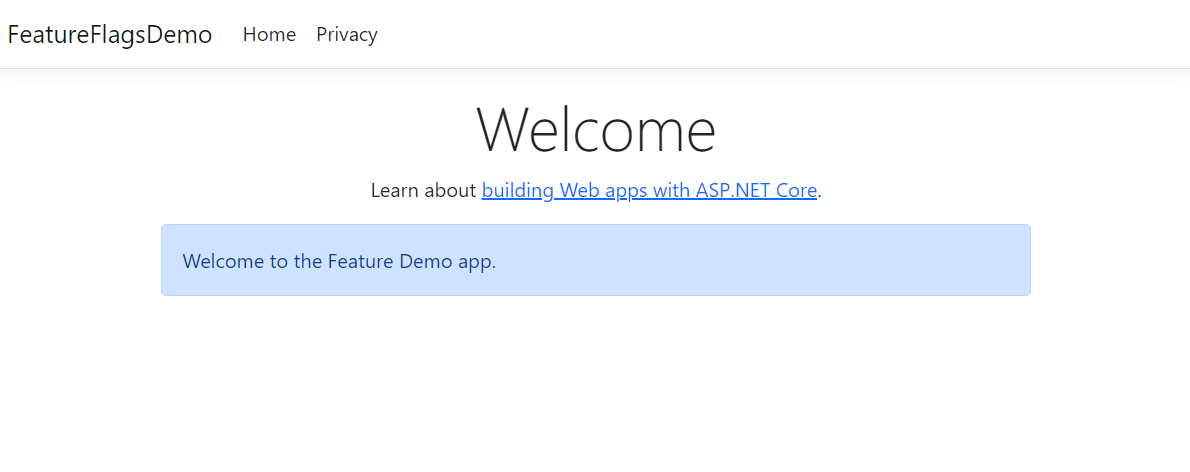 FeatureFlagsDemo Home Privacy
Welcome
Learn about building Web apps with ASP.NET Core.
Welcome to the Feature Demo app.